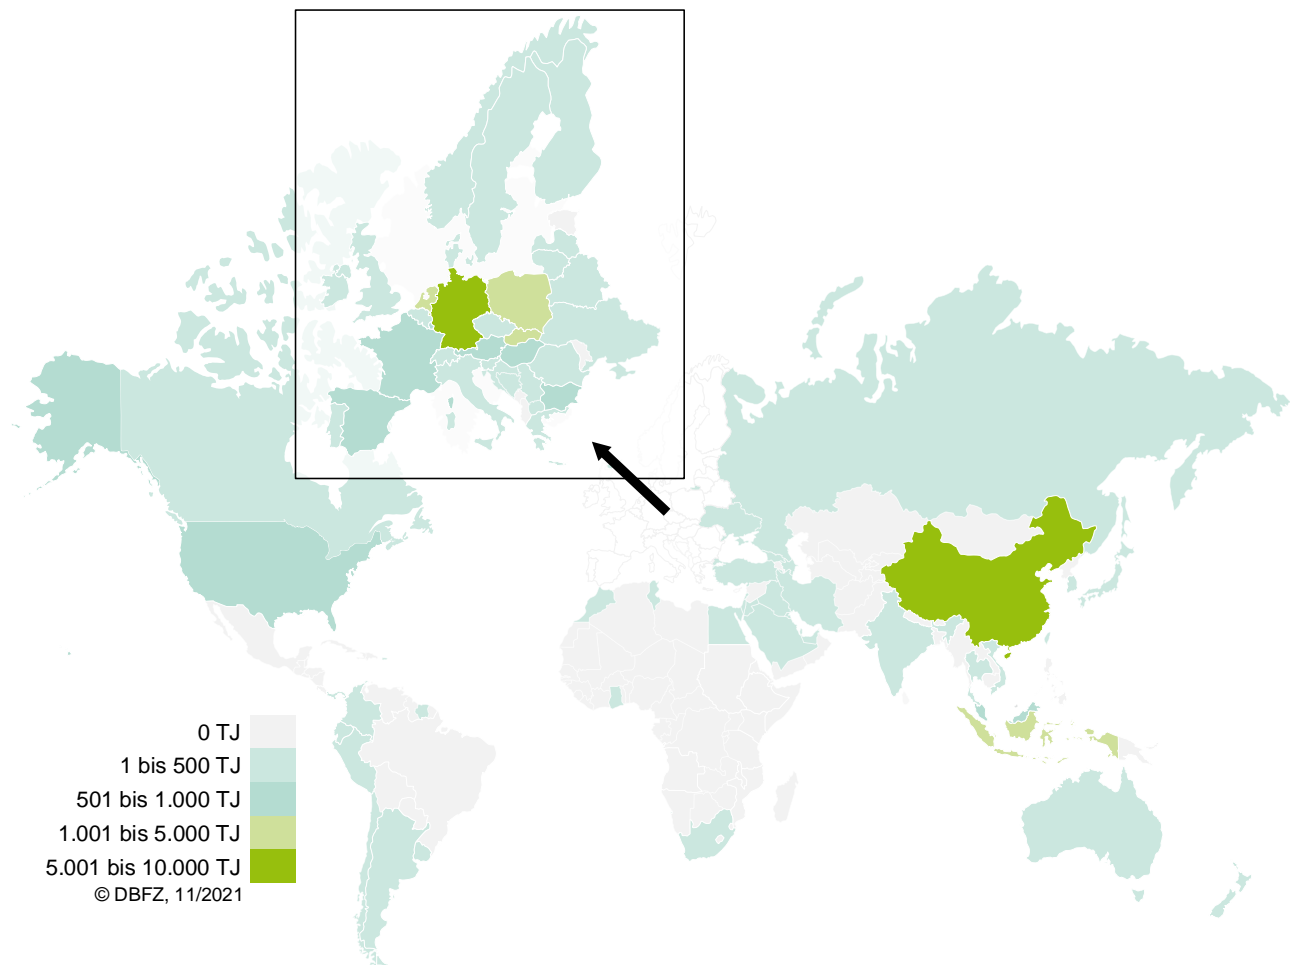 0 TJ
1 bis 500 TJ
501 bis 1.000 TJ
1.001 bis 5.000 TJ
5.001 bis 10.000 TJ
© DBFZ, 11/2021